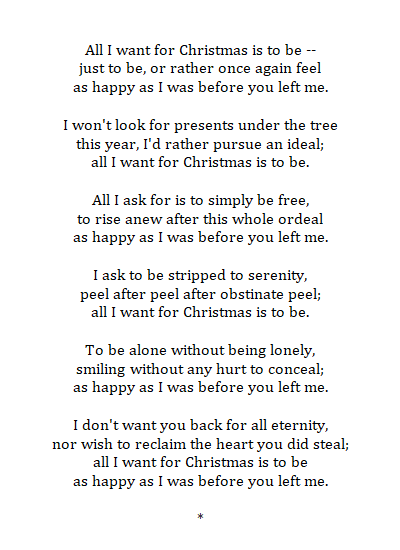 All I want for Christmas is to be --
just to be, or rather once again feel
as happy as I was before you left me.
I won't look for presents under the tree
this year, I'd rather pursue an ideal;
all I want for Christmas is to be.
All I ask for is to simply be free,
to rise anew after this whole ordeal
as happy as I was before you left me.
I ask to be stripped to serenity,
peel after peel after obstinate peel;
all I want for Christmas is to be.
To be alone without being lonely,
smiling without any hurt to conceal;
as happy as I was before you left me.
I don't want you back for all eternity,
nor wish to reclaim the heart you did steal;
all I want for Christmas is to be
as happy as I was before you left me.
*